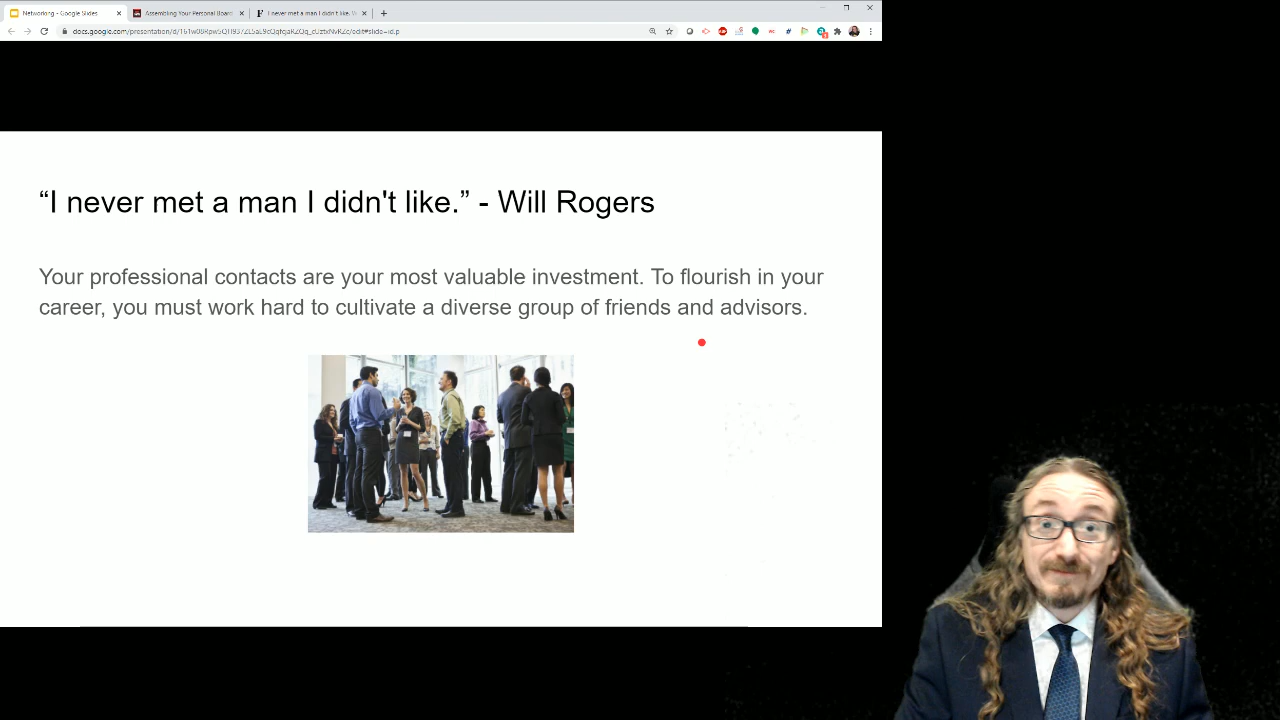 Networking - Google Slides
Assembling Your Personal Board
I never met a man I didn't like. W
“I never met a man I didn't like.” - Will Rogers
Your professional contacts are your most valuable investment. To flourish in your
career, you must work hard to cultivate a diverse group of friends and advisors.